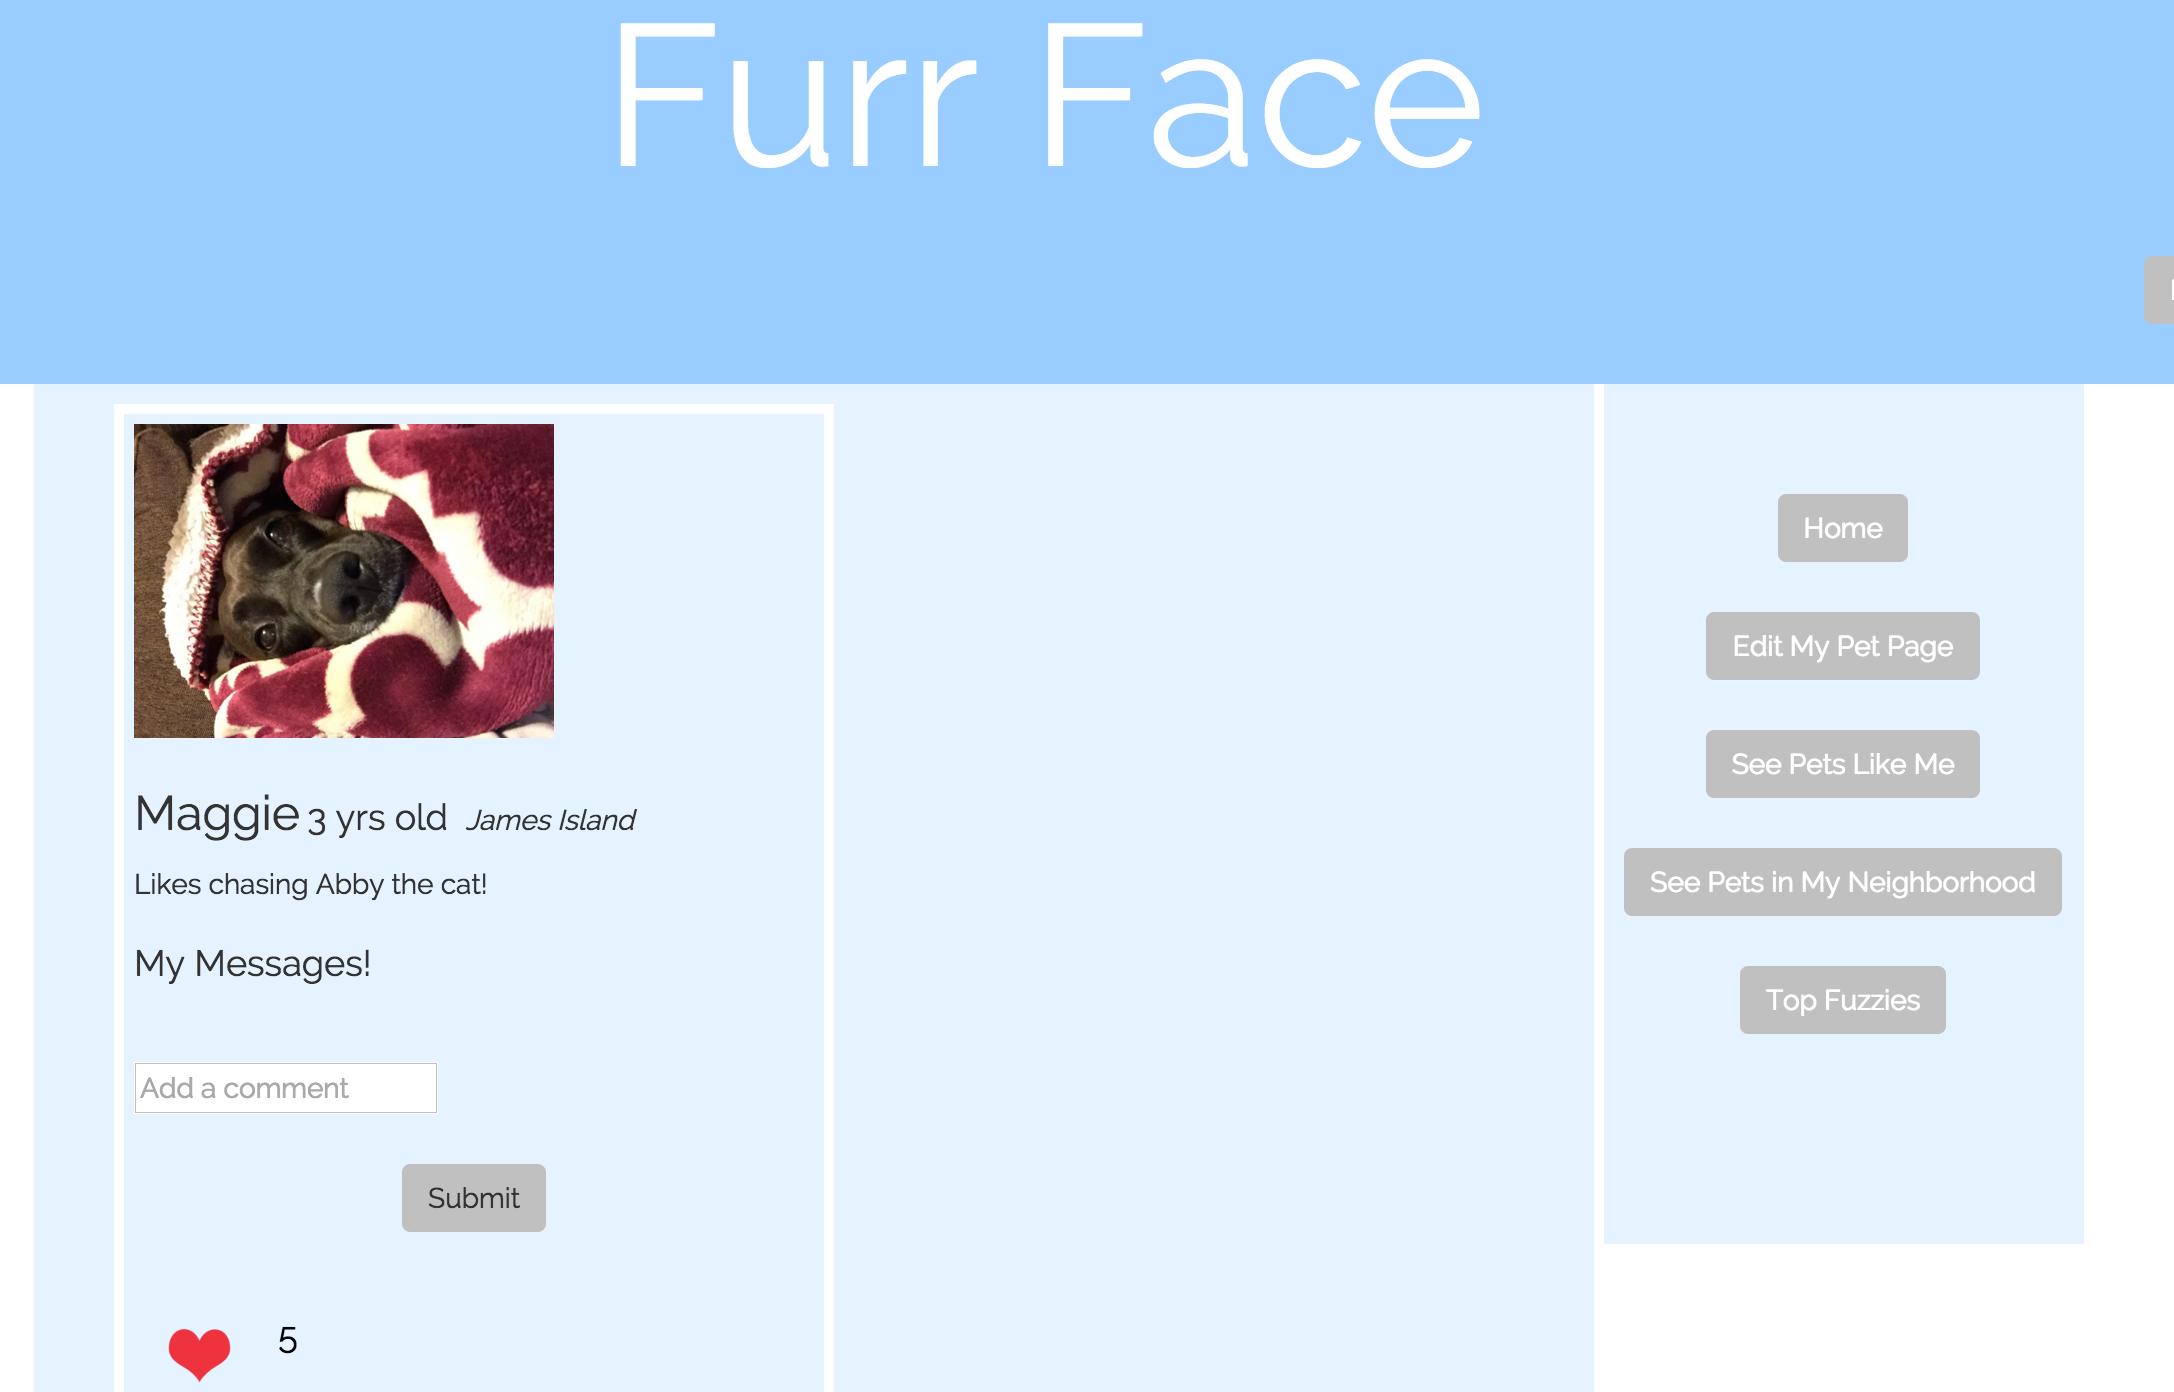 Furr Face
Maggie 3 yrs old James Island
Likes chasing Abby the cat!
My Messages!
Add a comment
Submit
5
Home
Edit My Pet Page
See Pets Like Me
See Pets in My Neighborhood
Top Fuzzies